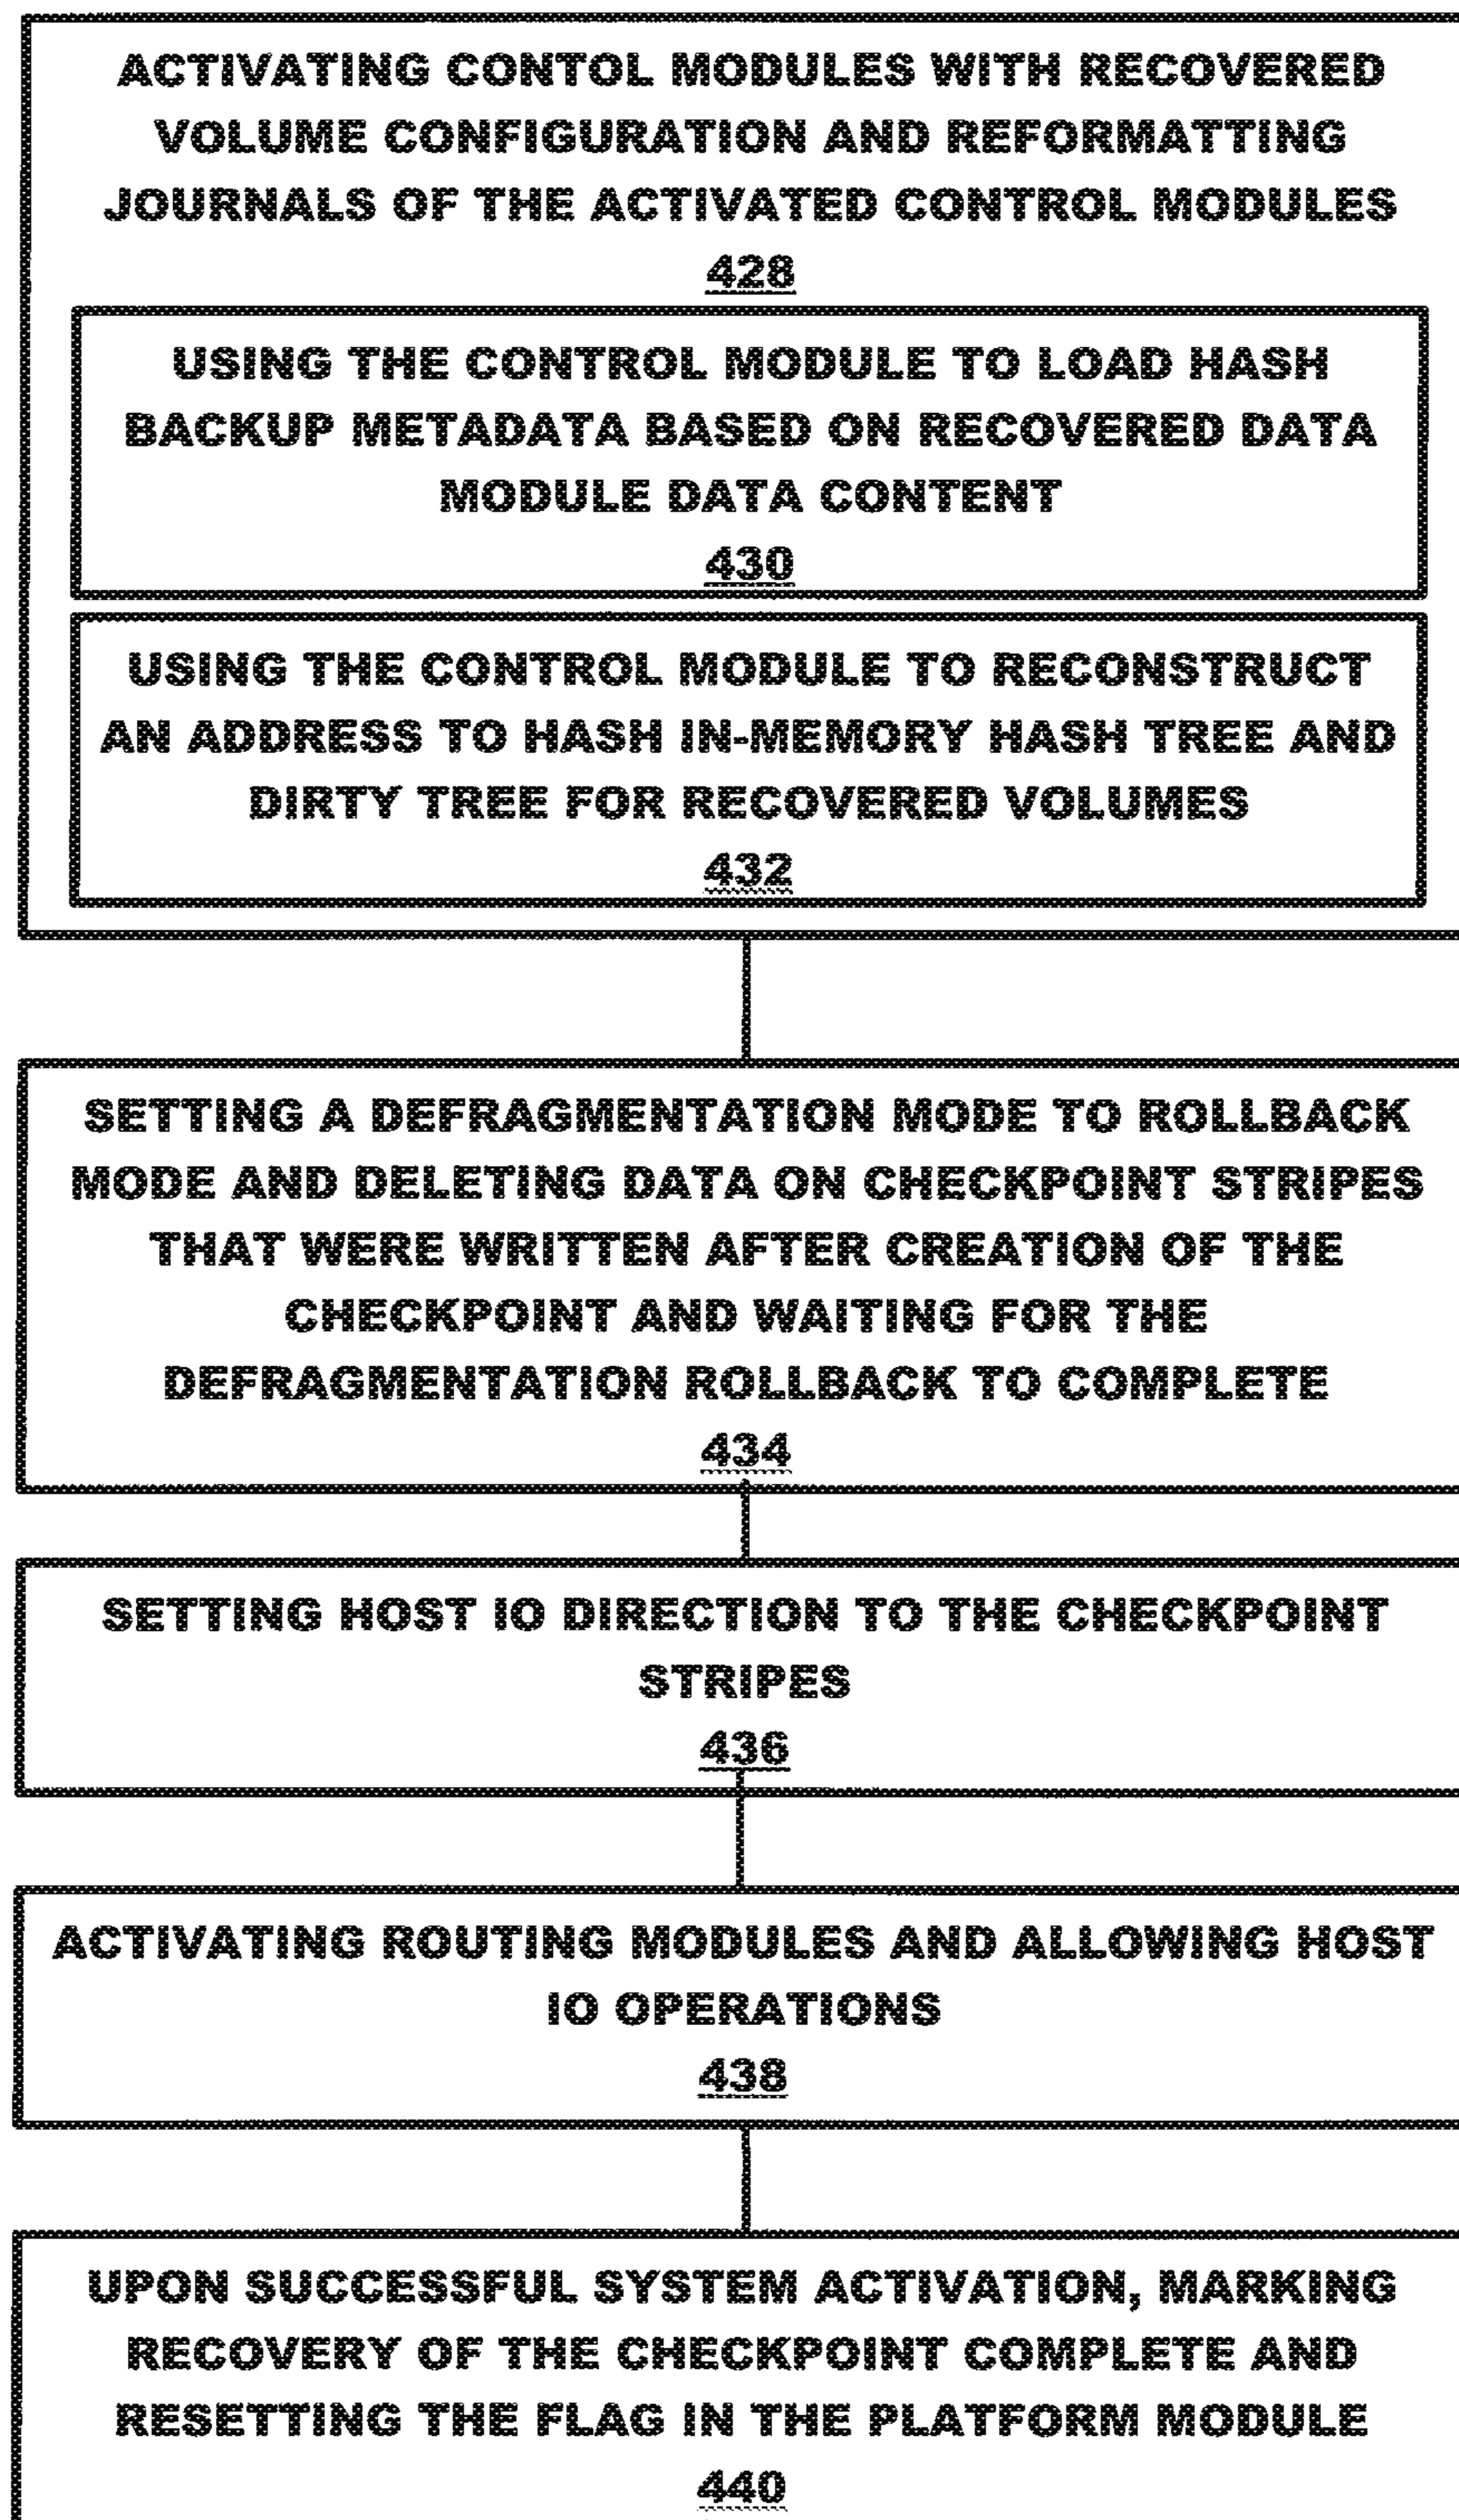 ACTIVATING CONTOL MODULES WITH RECOVERED
VOLUME CONFIGURATION AND REFORMATTING
JOURNALS OF THE ACTIVATED CONTROL MODULES
428
USING THE CONTROL MODULE TO LOAD HASH
BACKUP METADATA BASED ON RECOVERED DATA
MODULE DATA CONTENT
430
USING THE CONTROL MODULE TO RECONSTRUCT
AN ADDRESS TO HASH IN-MEMORY HASH TREE AND
DIRTY TREE FOR RECOVERED VOLUMES
432
SETTING A DEFRAGMENTATION MODE TO ROLLBACK
MODE AND DELETING DATA ON CHECKPOINT STRIPES
THAT WERE WRITTEN AFTER CREATION OF THE
CHECKPOINT AND WAITING FOR THE
DEFRAGMENTATION ROLLBACK TO COMPLETE
434
SETTING HOST IO DIRECTION TO THE CHECKPOINT
STRIPES
436
ACTIVATING ROUTING MODULES AND ALLOWING HOST
IO OPERATIONS
438
UPON SUCCESSFUL SYSTEM ACTIVATION, MARKING
RECOVERY OF THE CHECKPOINT COMPLETE AND
RESETTING THE FLAG IN THE PLATFORM MODULE
440